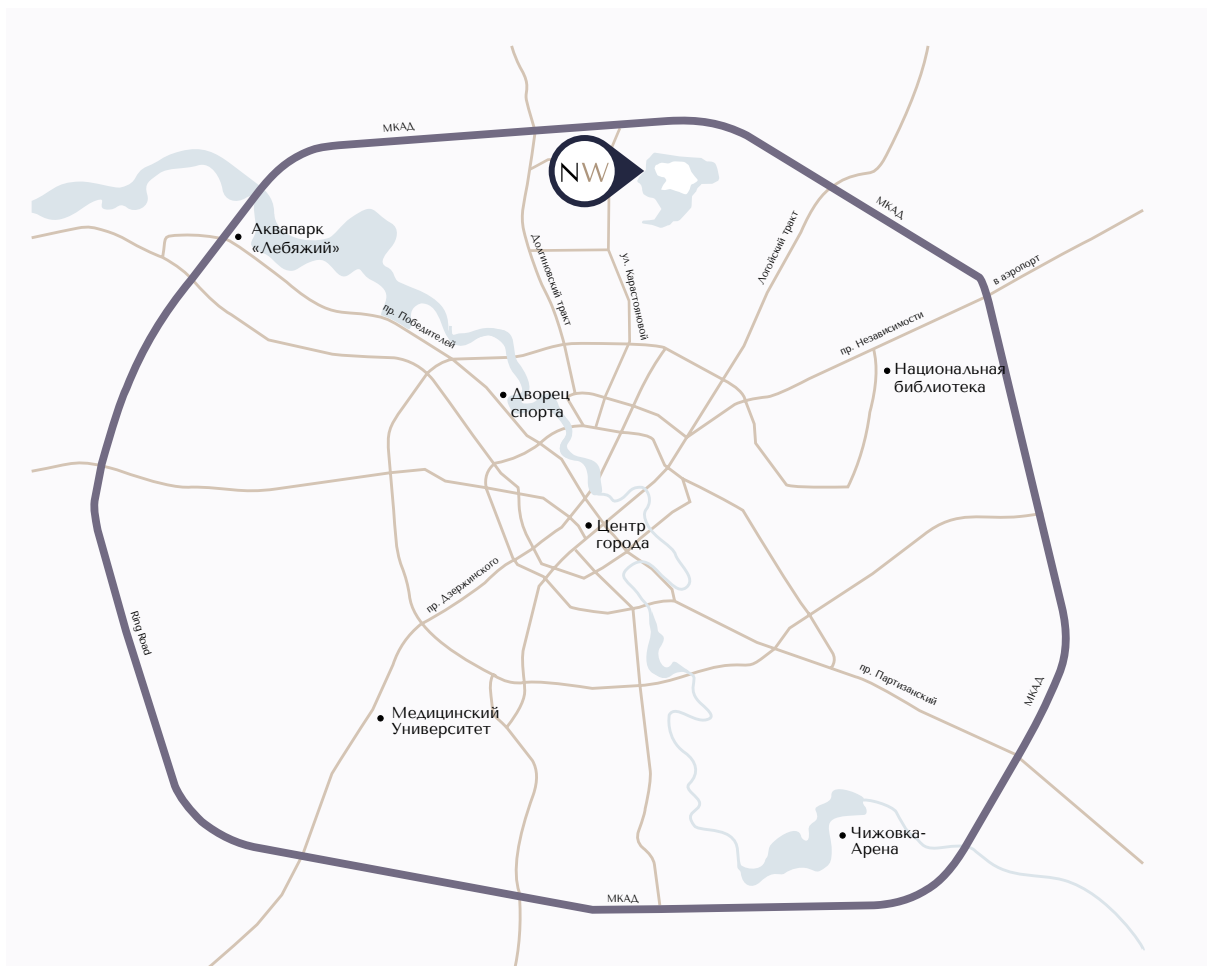 МКАД
NW
МКАД
Аквапарк
«Лебяжий»
Долгиновский тракт
ул. Карастояновой
Логойский тракт
в аэропорт
пр. Победителей
пр. Независимости
Национальная
библиотека
Дворец
спорта
Центр
города
пр. Дзержинского
Ring Road
пр. Партизанский
МКАД
Медицинский
Университет
Чижовка-
Арена
МКАД